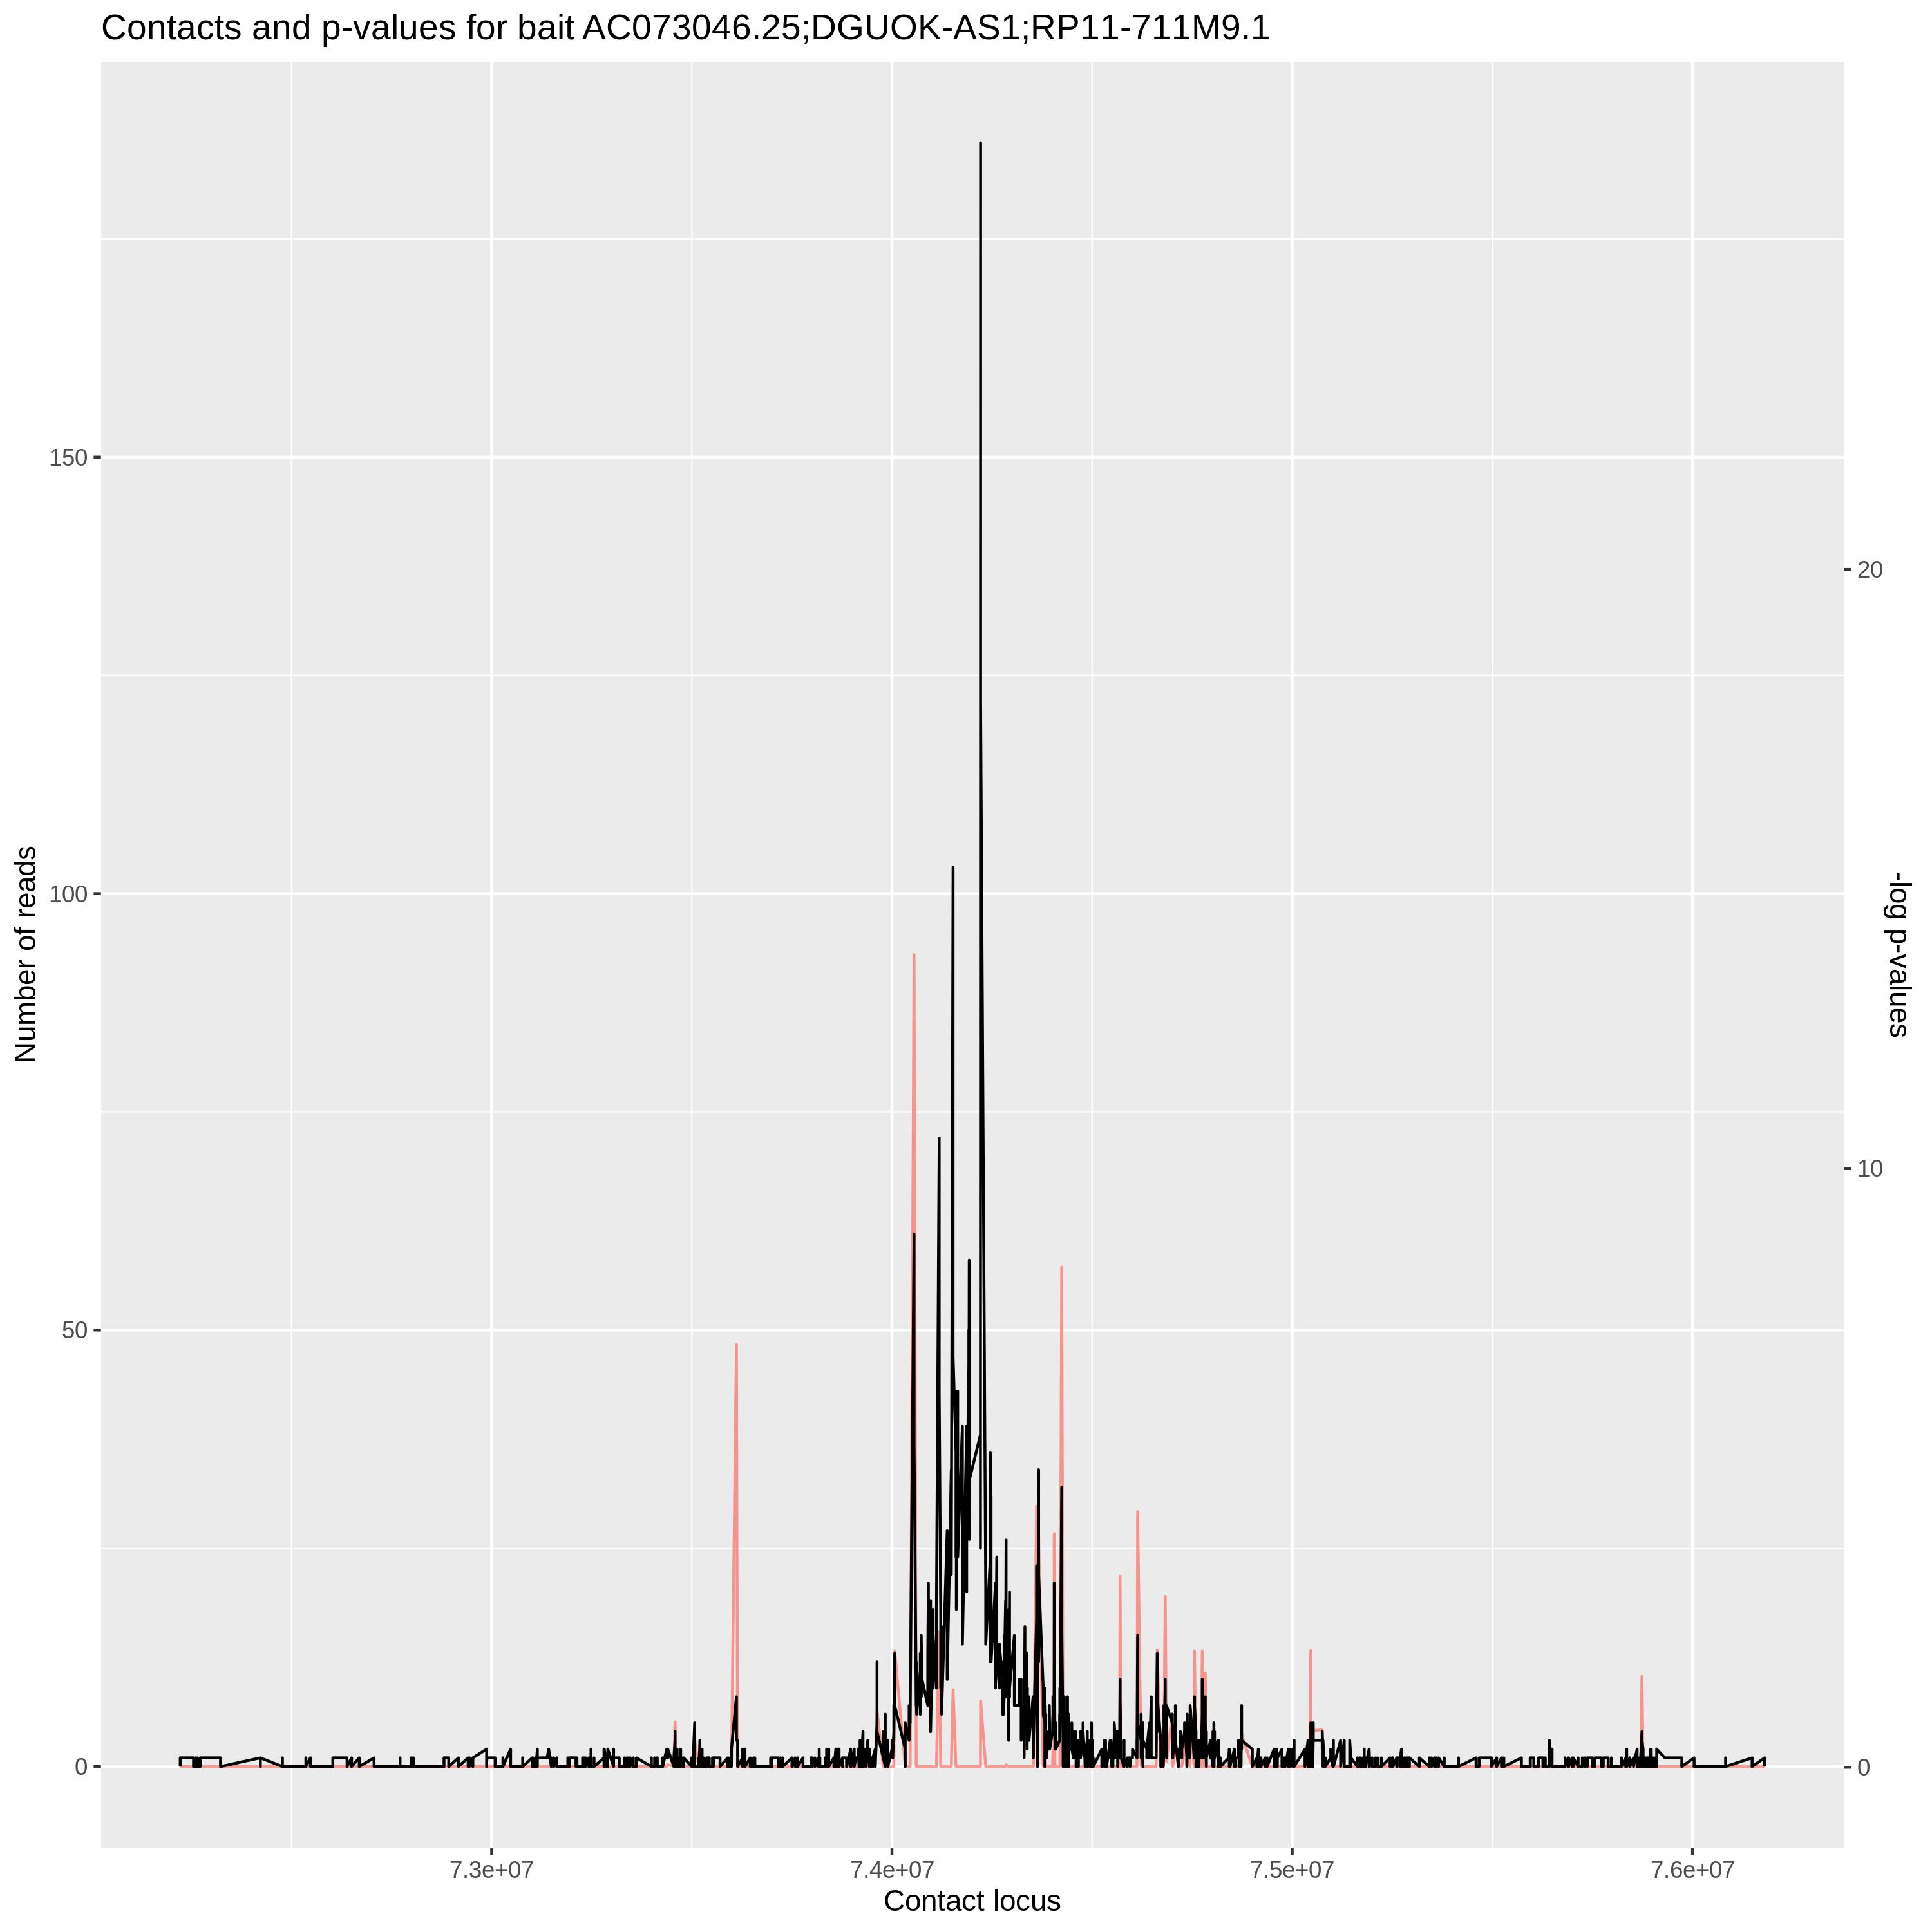 Contacts and p-values for bait AC073046.25;DGUOK-AS1;RP11-711M9.1
150
100
50
0
Number of reads
20
10
0
-log p-values
7.3e+07
7.4e+07
7.5e+07
7.6e+07
Contact locus